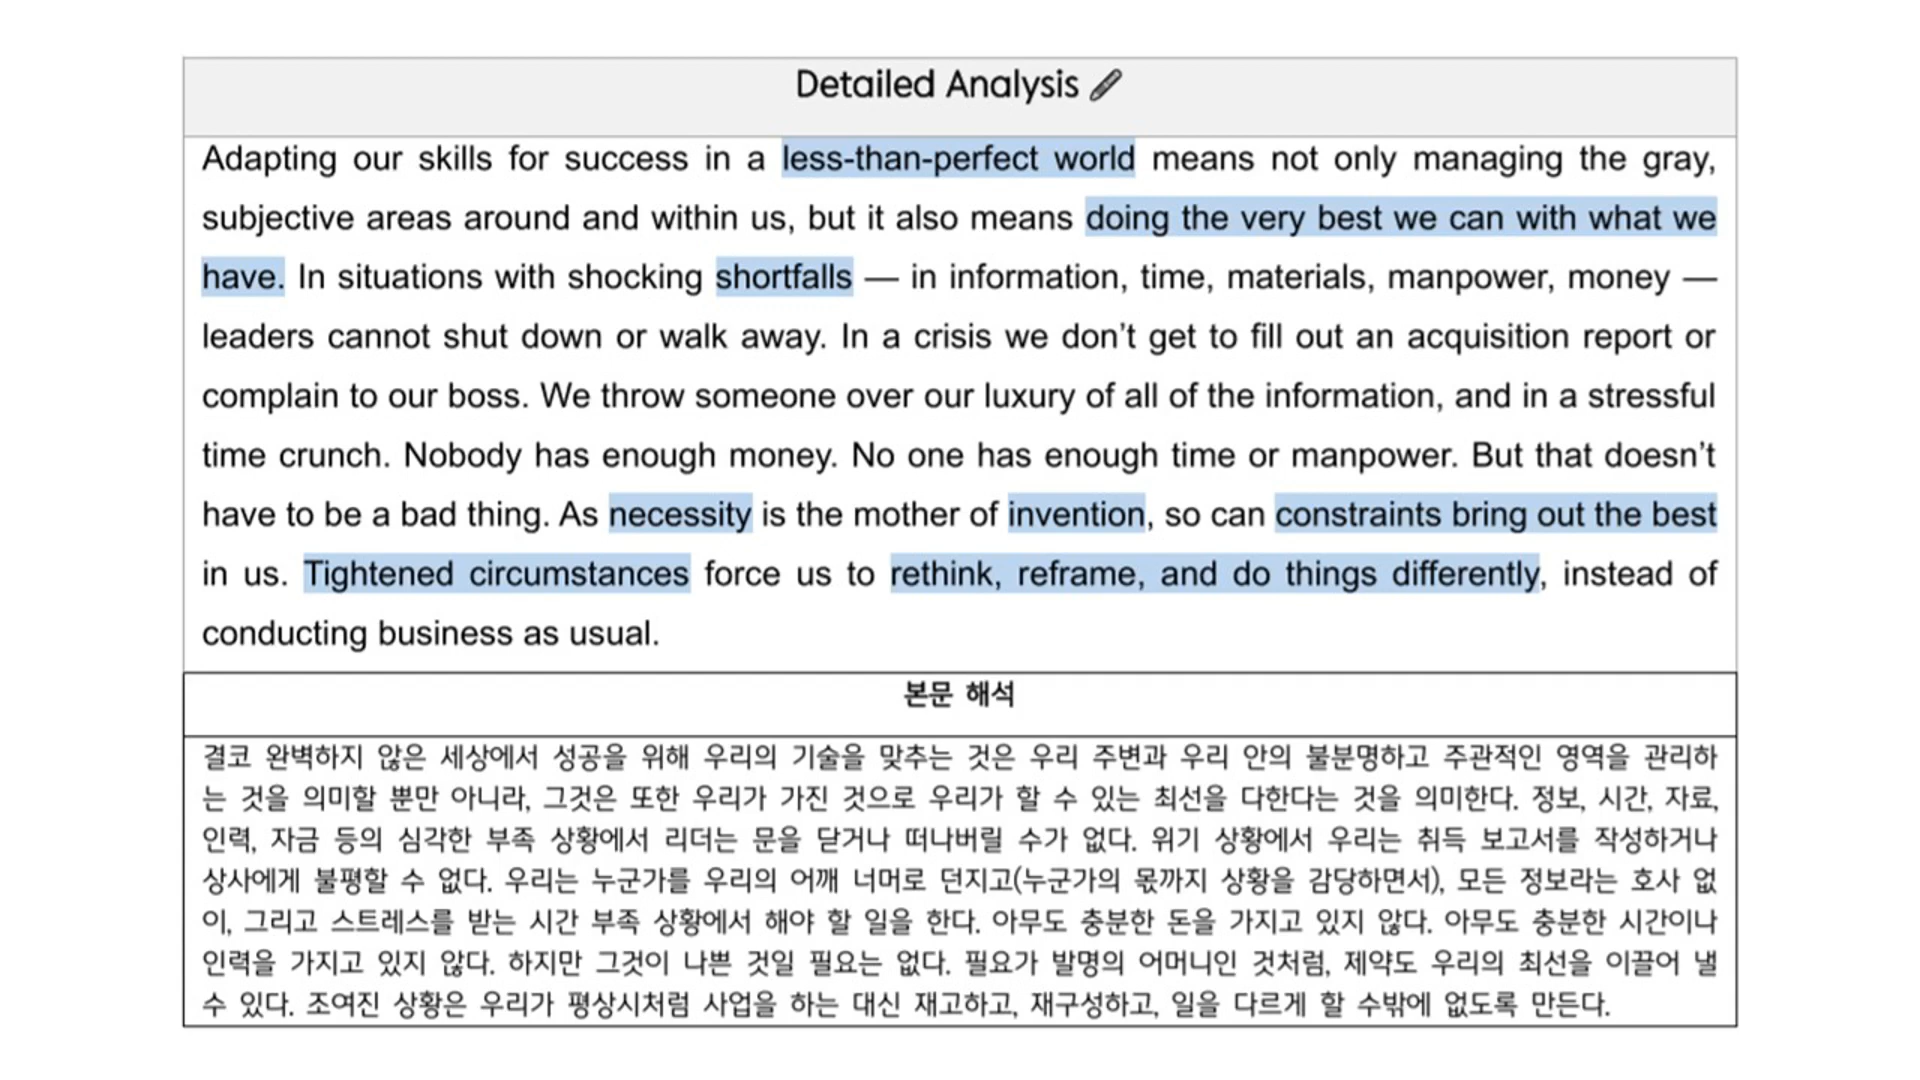 Detailed Analysis
Adapting our skills for success in a less-than-perfect world means not only managing the gray,
subjective areas around and within us, but it also means doing the very best we can with what we
have. In situations with shocking shortfalls — in information, time, materials, manpower, money —
leaders cannot shut down or walk away. In a crisis we don’t get to fill out an acquisition report or
complain to our boss. We throw someone over our luxury of all of the information, and in a stressful
time crunch. Nobody has enough money. No one has enough time or manpower. But that doesn’t
have to be a bad thing. As necessity is the mother of invention, so can constraints bring out the best
in us. Tightened circumstances force us to rethink, reframe, and do things differently, instead of
conducting business as usual.
본문 해석
결코 완벽하지 않은 세상에서 성공을 위해 우리의 기술을 맞추는 것은 우리 주변과 우리 안의 불분명하고 주관적인 영역을 관리하
는 것을 의미할 뿐만 아니라, 그것은 또한 우리가 가진 것으로 우리가 할 수 있는 최선을 다한다는 것을 의미한다. 정보, 시간, 자료,
인력, 자금 등의 심각한 부족 상황에서 리더는 문을 닫거나 떠나버릴 수가 없다. 위기 상황에서 우리는 취득 보고서를 작성하거나
상사에게 불평할 수 없다. 우리는 누군가를 우리의 어깨 너머로 던지고(누군가의 몫까지 상황을 감당하면서), 모든 정보라는 호사 없
이, 그리고 스트레스를 받는 시간 부족 상황에서 해야 할 일을 한다. 아무도 충분한 돈을 가지고 있지 않다. 아무도 충분한 시간이나
인력을 가지고 있지 않다. 하지만 그것이 나쁜 것일 필요는 없다. 필요가 발명의 어머니인 것처럼, 제약도 우리의 최선을 이끌어 낼
수 있다. 조여진 상황은 우리가 평상시처럼 사업을 하는 대신 재고하고, 재구성하고, 일을 다르게 할 수밖에 없도록 만든다.